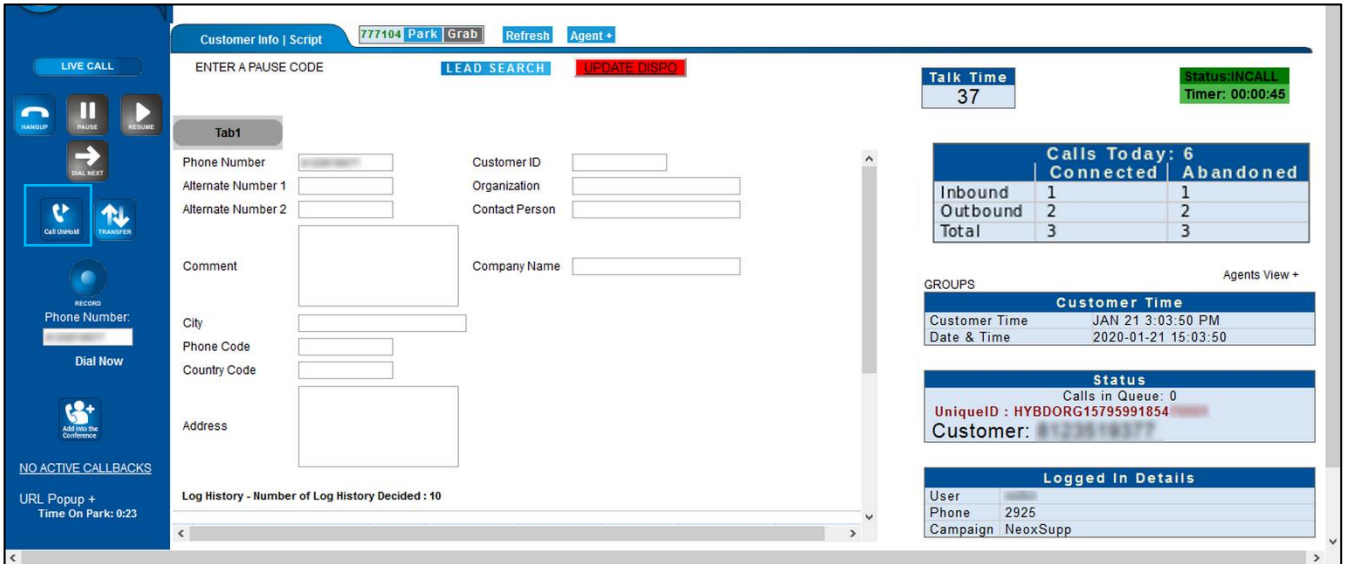 Customer Info | Script
777104 Park Grab
Refresh
Agent +
LIVE CALL
ENTER A PAUSE CODE
LEAD SEARCH
UPDATE DISPO
HANGUP
PAUSE
RESUME
DIAL NEXT
Call UnHold
TRANSFER
RECORD
Phone Number:
Dial Now
Add into the
Conference
NO ACTIVE CALLBACKS
URL Popup +
Time On Park: 0:23
Tab1
Phone Number
Customer ID
Alternate Number 1
Organization
Alternate Number 2
Contact Person
Comment
Company Name
City
Phone Code
Country Code
Address
Log History - Number of Log History Decided : 10
Talk Time
37
Status:INCALL
Timer: 00:00:45
Calls Today: 6
Connected | Abandoned
Inbound 1 1
Outbound 2 2
Total 3 3
Agents View +
GROUPS
Customer Time
Customer Time JAN 21 3:03:50 PM
Date & Time 2020-01-21 15:03:50
Status
Calls in Queue: 0
UniqueID : HYBDORG15795991854
Customer:
Logged In Details
User
Phone 2925
Campaign NeoxSupp